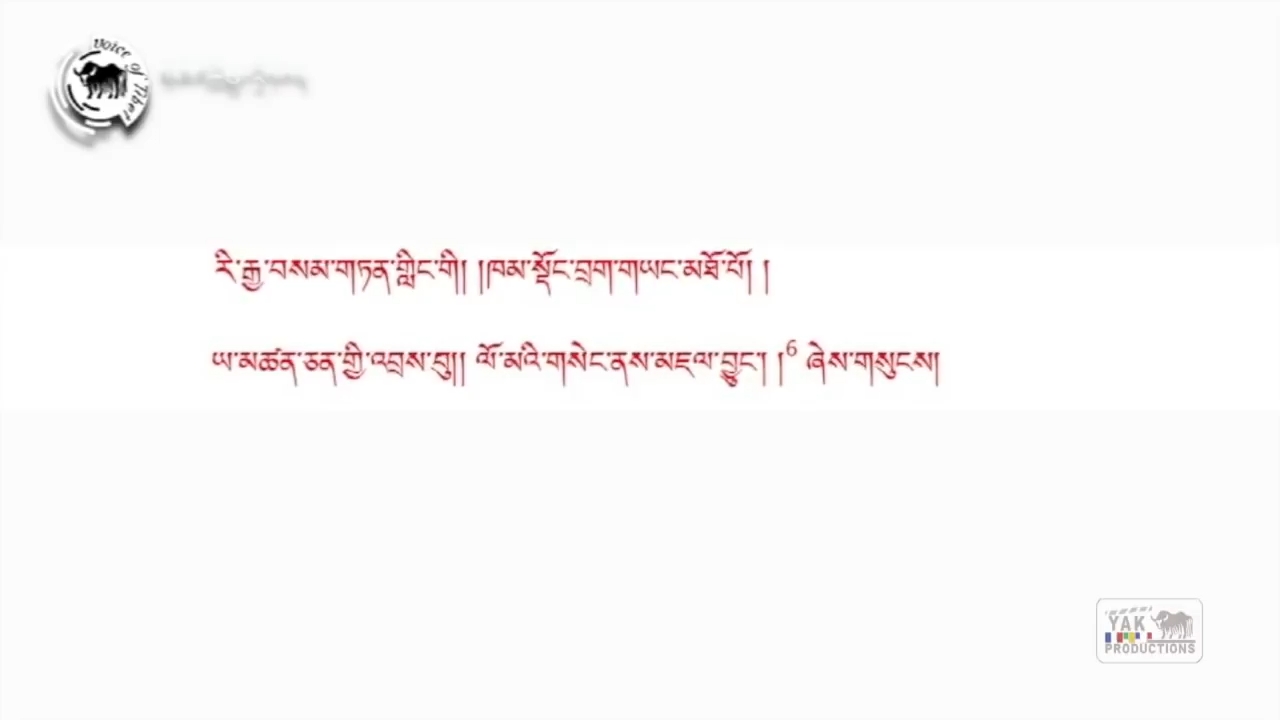 Voice of Tibet
རི་རྒྱ་བསམ་གཏན་གླིང་གི། །ཁམ་སྡོང་བྲག་གཡང་མཐོ་པོ། །
ཡ་མཚན་ཅན་གྱི་འབྲས་བུ།། ལོ་མའི་གསེང་ནས་མཇལ་བྱུང་། །6 ཞེས་གསུངས།
YAK
PRODUCTIONS